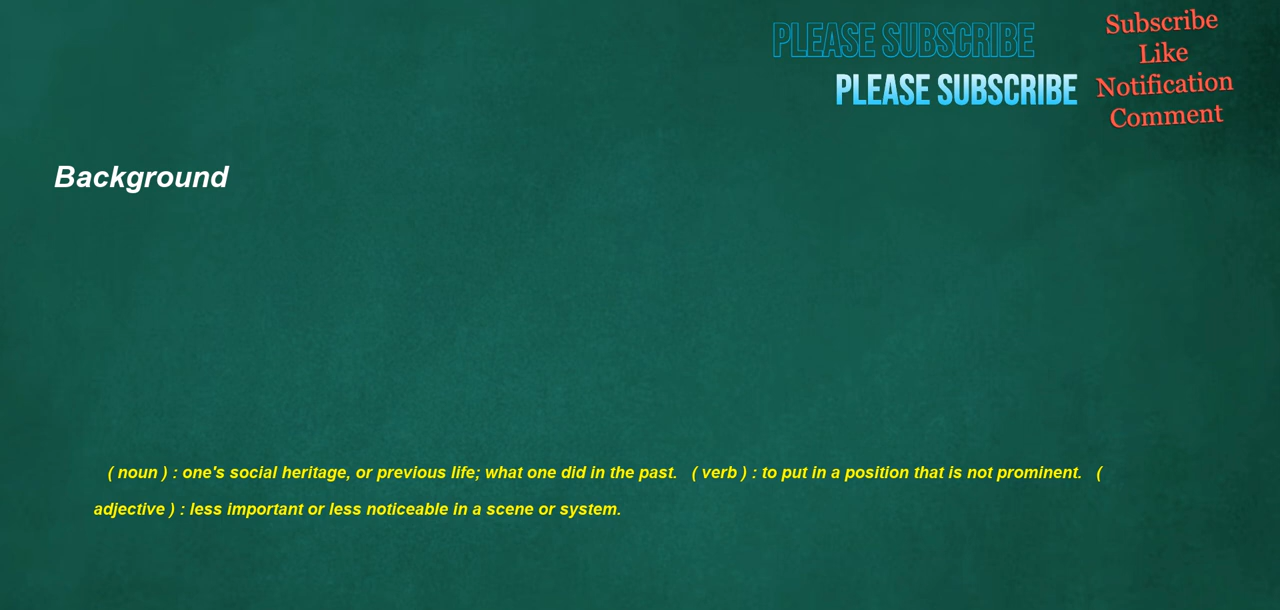 PLEASE SUBSCRIBE
PLEASE SUBSCRIBE
Subscribe
Like
Notification
Comment
Background
( noun ) : one's social heritage, or previous life; what one did in the past. ( verb ) : to put in a position that is not prominent. (
adjective ) : less important or less noticeable in a scene or system.